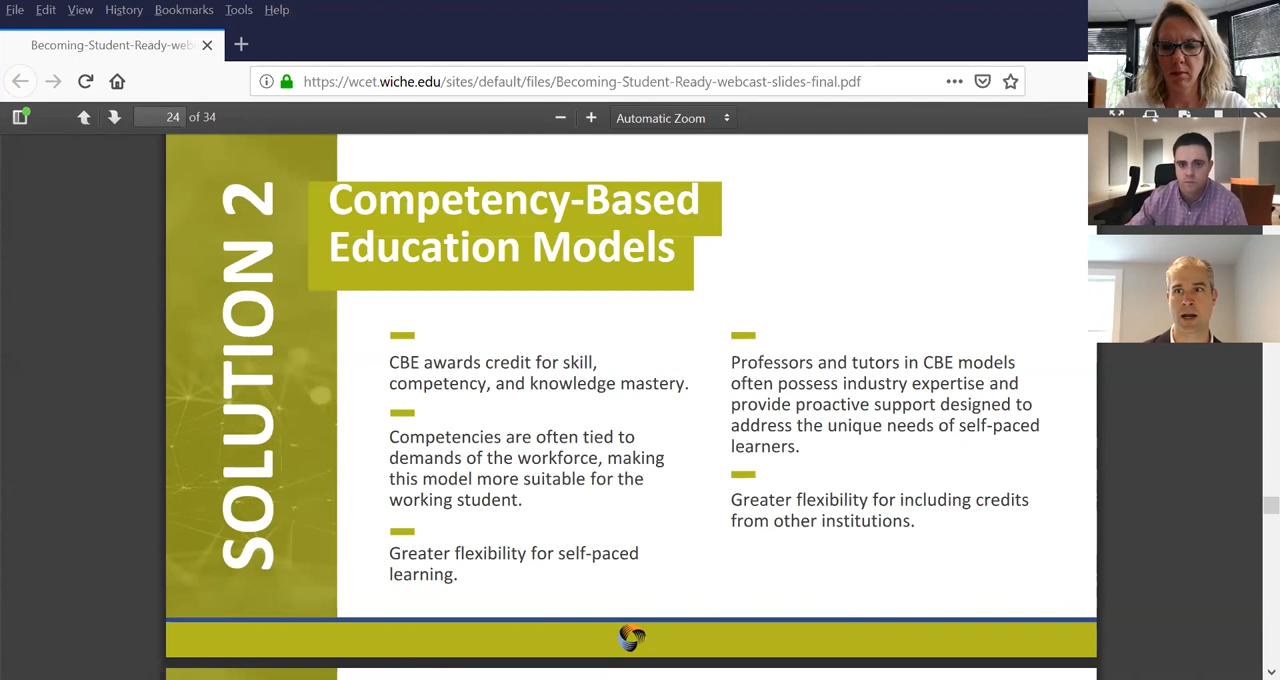 File Edit View History Bookmarks Tools Help
Becoming-Student-Ready-web
https://wcet.wiche.edu/sites/default/files/Becoming-Student-Ready-webcast-slides-final.pdf
24 of 34
Automatic Zoom
SOLUTION 2
Competency-Based
Education Models
CBE awards credit for skill,
competency, and knowledge mastery.
Competencies are often tied to
demands of the workforce, making
this model more suitable for the
working student.
Greater flexibility for self-paced
learning.
Professors and tutors in CBE models
often possess industry expertise and
provide proactive support designed to
address the unique needs of self-paced
learners.
Greater flexibility for including credits
from other institutions.